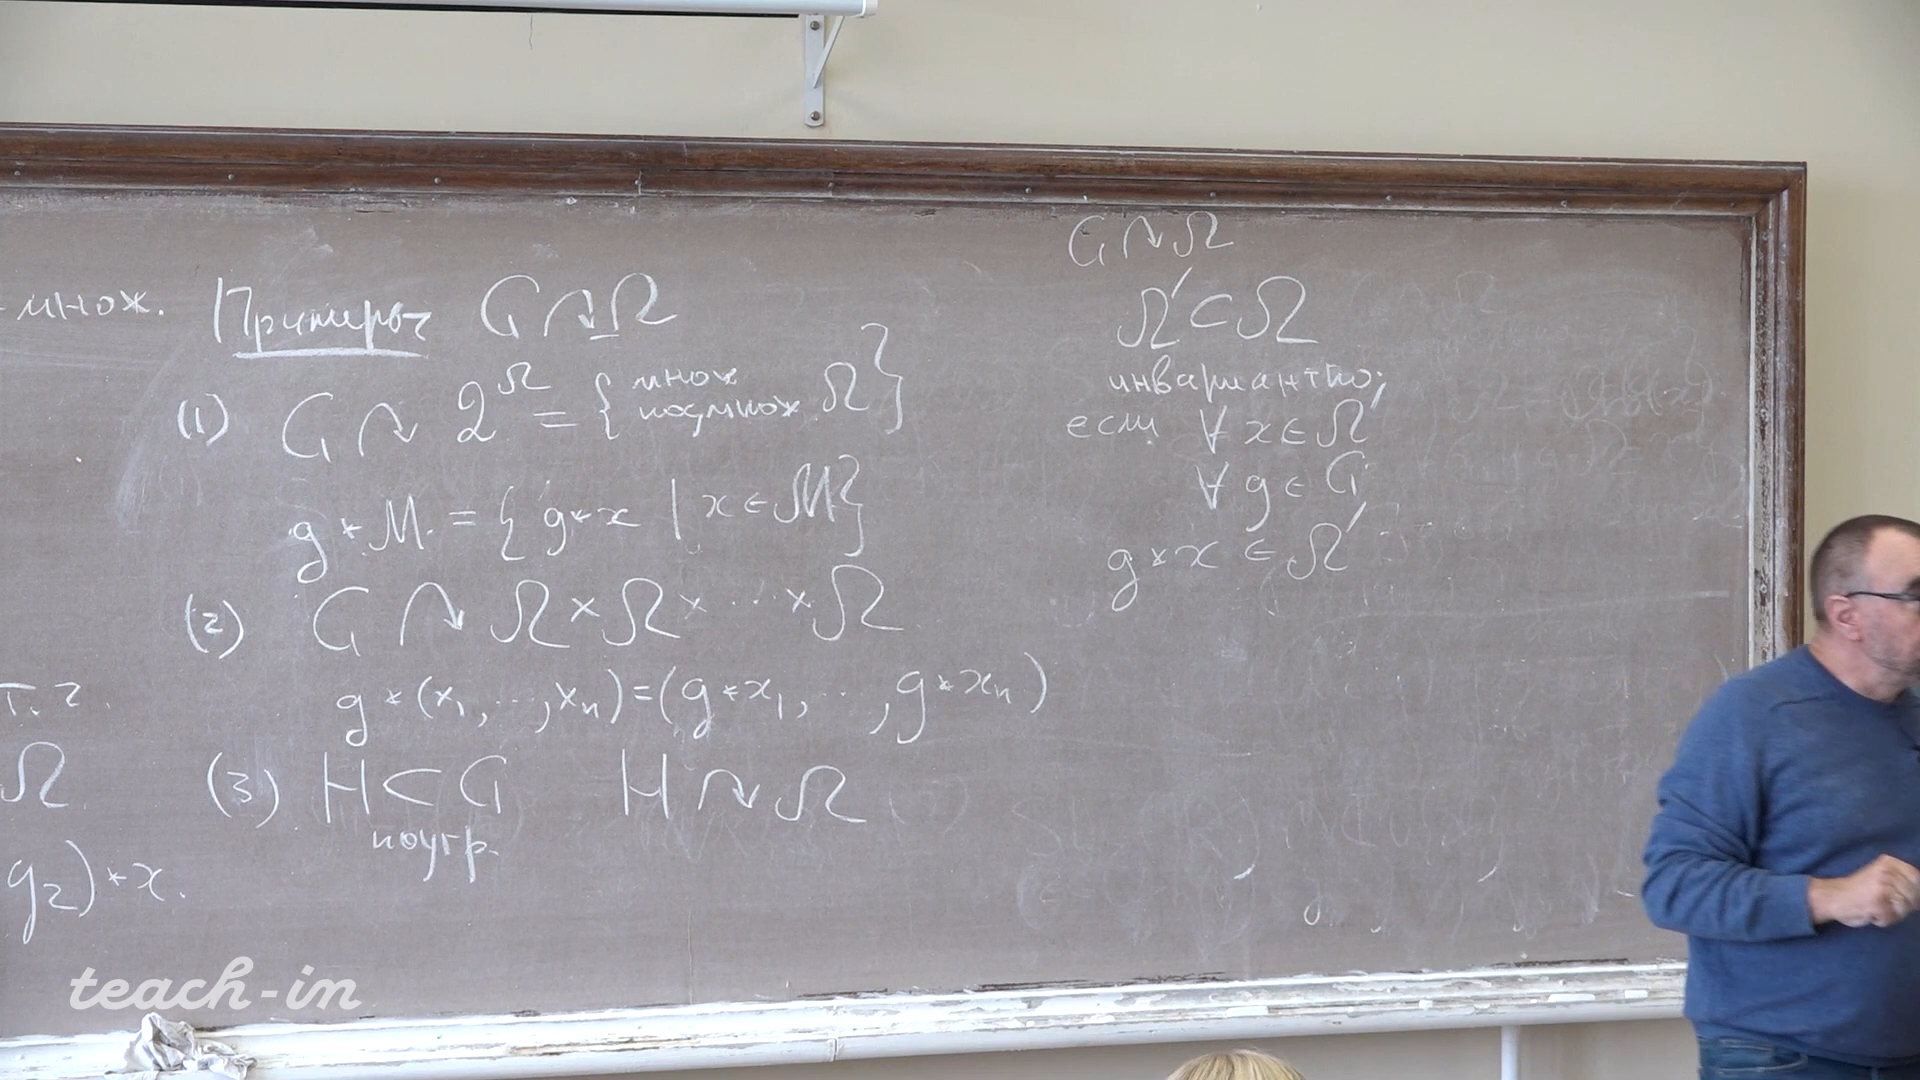 - множ.
т. 2.
Ω
g₂) * x.
Примеры G ↷ Ω
(1) G ↷ 2^Ω = { множ подмнож Ω }
g * M = { g * x | x ∈ M }
(2) G ↷ Ω × Ω × ... × Ω
g * (x₁, ..., xₙ) = (g * x₁, ..., g * xₙ)
(3) H ⊂ G H ↷ Ω
подгр.
G ↷ Ω
Ω' ⊂ Ω
инвариантно,
если ∀ x ∈ Ω'
∀ g ∈ G
g * x ∈ Ω'
teach-in